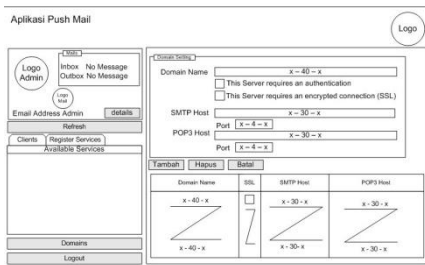 Aplikasi Push Mail
Logo
Mails
Logo Admin
Inbox No Message
Outbox No Message
Logo Mail
Email Address Admin
details
Refresh
Clients
Register Services
Available Services
Domains
Logout
Domain Setting
Domain Name
x – 40 – x
This Server requires an authentication
This Server requires an encrypted connection (SSL)
SMTP Host
x – 30 – x
Port
x – 4 – x
POP3 Host
x – 30 – x
Port
x – 4 – x
Tambah
Hapus
Batal
Domain Name
SSL
SMTP Host
POP3 Host
x - 40 - x
x - 30 - x
x - 30 - x
x - 40 - x
x - 30- x
x - 30 - x